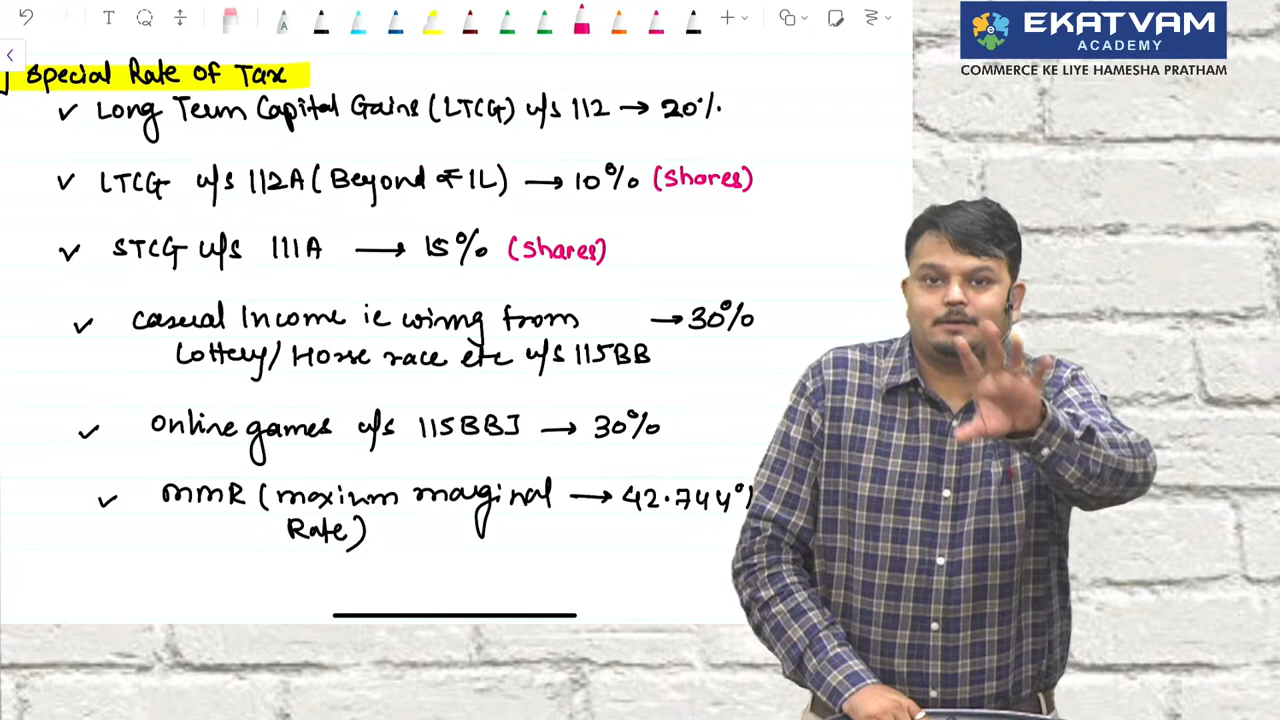 Special Rate of Tax
Long Term Capital Gains (LTCG) u/s 112 → 20%
LTCG u/s 112A (Beyond ₹ 1L) → 10% (Shares)
STCG u/s 111A → 15% (Shares)
Casual Income ie wining from → 30%
Lottery/Horse race etc u/s 115BB
Online games u/s 115BBJ → 30%
MMR (maxium marginal → 42.744%
Rate)
EKATVAM
ACADEMY
COMMERCE KE LIYE HAMESHA PRATHAM